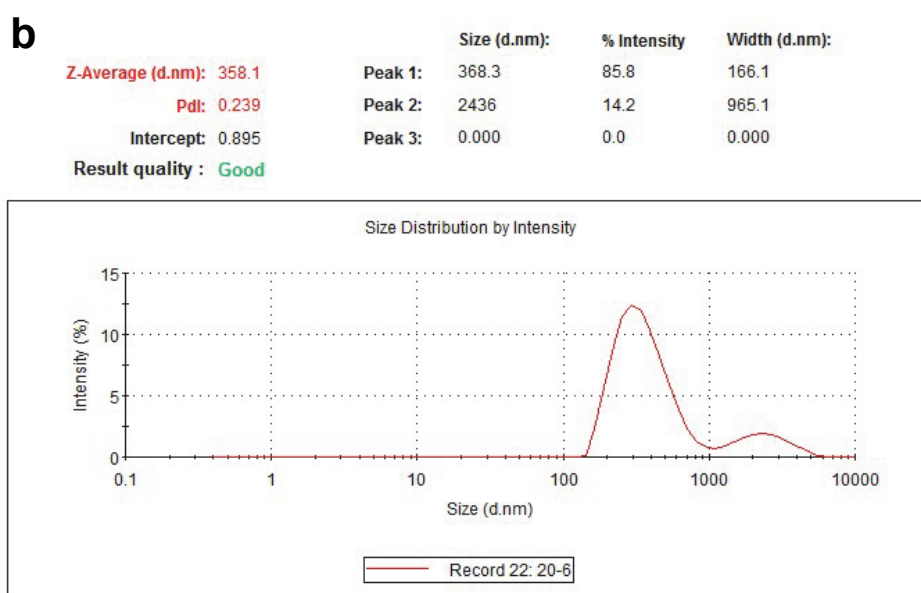 b
Size (d.nm): % Intensity Width (d.nm):
Z-Average (d.nm): 358.1 Peak 1: 368.3 85.8 166.1
PdI: 0.239 Peak 2: 2436 14.2 965.1
Intercept: 0.895 Peak 3: 0.000 0.0 0.000
Result quality : Good
Size Distribution by Intensity
15
10
5
0
Intensity (%)
0.1 1 10 100 1000 10000
Size (d.nm)
Record 22: 20-6